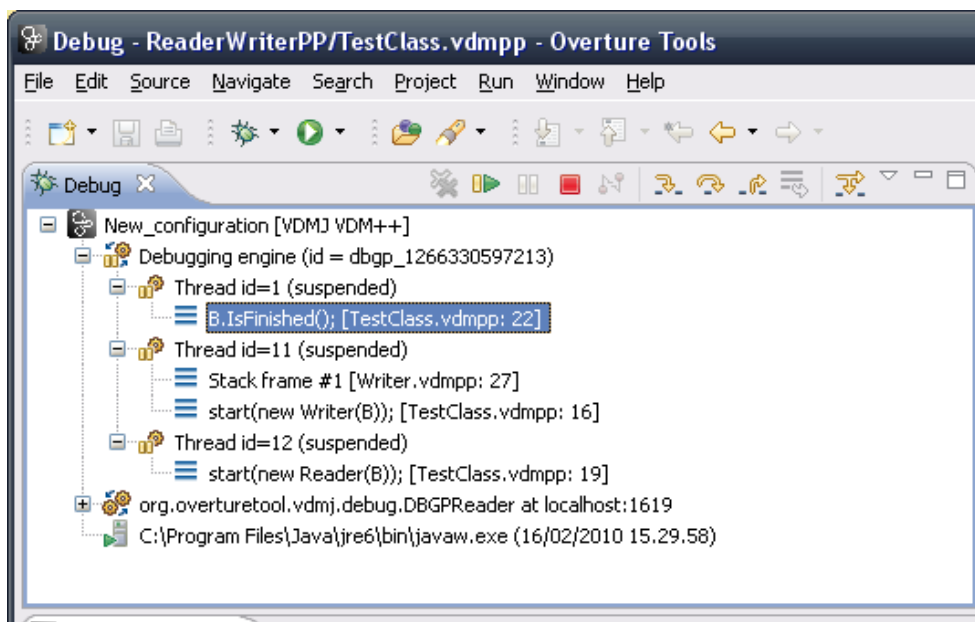 Debug - ReaderWriterPP/TestClass.vdmpp - Overture Tools
File Edit Source Navigate Search Project Run Window Help
Debug
New_configuration [VDMJ VDM++]
Debugging engine (id = dbgp_1266330597213)
Thread id=1 (suspended)
B.IsFinished(); [TestClass.vdmpp: 22]
Thread id=11 (suspended)
Stack frame #1 [Writer.vdmpp: 27]
start(new Writer(B)); [TestClass.vdmpp: 16]
Thread id=12 (suspended)
start(new Reader(B)); [TestClass.vdmpp: 19]
org.overturetool.vdmj.debug.DBGPReader at localhost:1619
C:\Program Files\Java\jre6\bin\javaw.exe (16/02/2010 15.29.58)